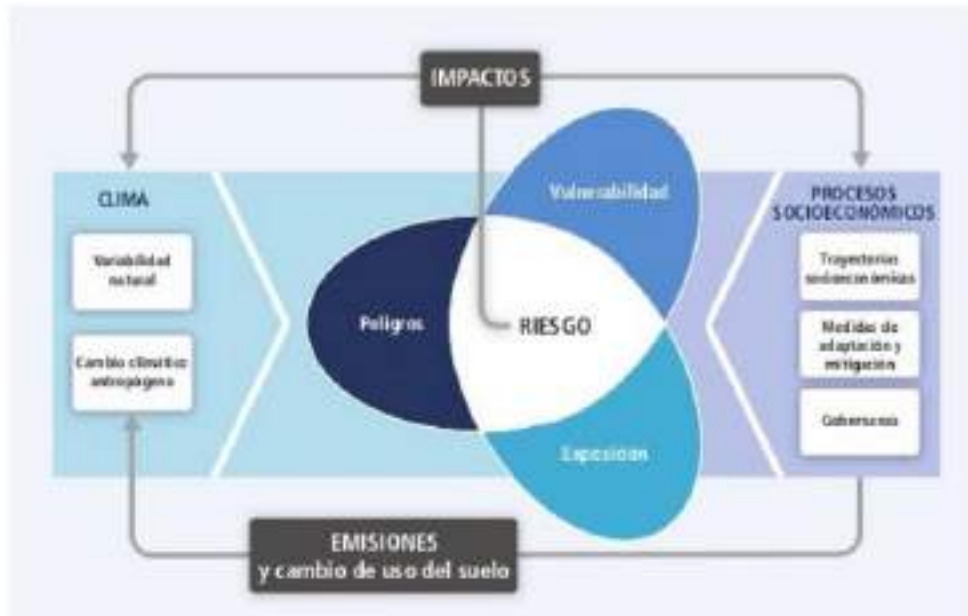 IMPACTOS
CLIMA
Variabilidad
natural
Cambio climático
antropógeno
Peligros
Vulnerabilidad
RIESGO
Exposición
PROCESOS
SOCIOECONÓMICOS
Trayectorias
socioeconómicas
Medidas de
adaptación y
mitigación
Gobernanza
EMISIONES
y cambio de uso del suelo